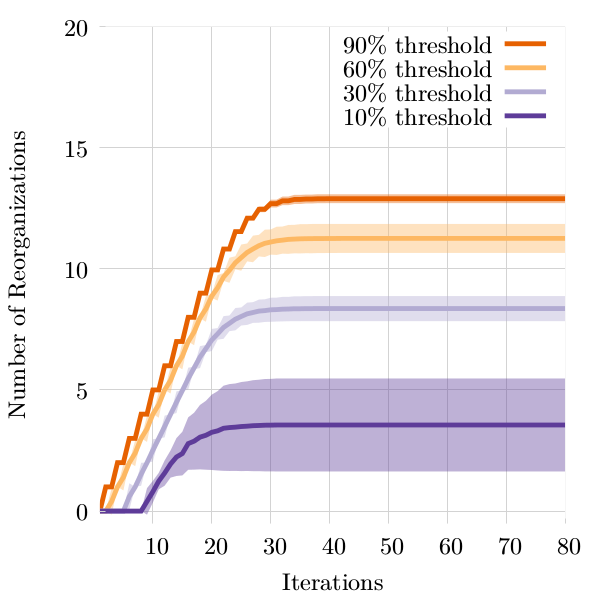 20
15
10
5
0
Number of Reorganizations
90% threshold
60% threshold
30% threshold
10% threshold
10 20 30 40 50 60 70 80
Iterations